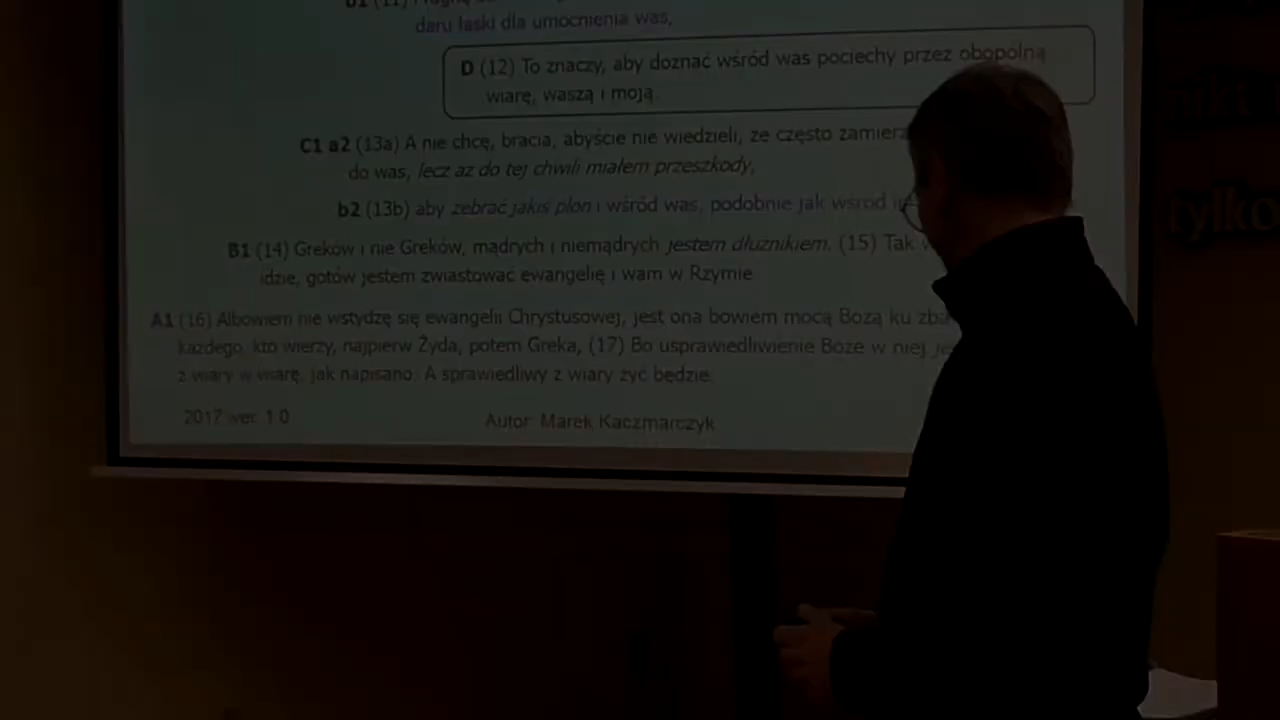 daru łaski dla umocnienia was,
D (12) To znaczy, aby doznać wśród was pociechy przez obopólną
wiarę, waszą i moją.
C1 a2 (13a) A nie chcę, bracia, abyście nie wiedzieli, że często
do was, lecz aż do tej chwili miałem przeszkody,
b2 (13b) aby zebrać jakiś plon i wśród was, podobnie jak wśród
B1 (14) Greków i nie Greków, mądrych i niemądrych jestem dłużnikiem. (15) Tak
idzie, gotów jestem zwiastować ewangelię i wam w Rzymie
A1 (16) Albowiem nie wstydzę się ewangelii Chrystusowej, jest ona bowiem mocą Bożą ku
każdego, kto wierzy, najpierw Żyda, potem Greka, (17) Bo usprawiedliwienie Boże w niej
z wiary w wiarę, jak napisano: A sprawiedliwy z wiary żyć będzie.
2017 wer. 1.0 Autor: Marek Kaczmarczyk
nikt
tylko